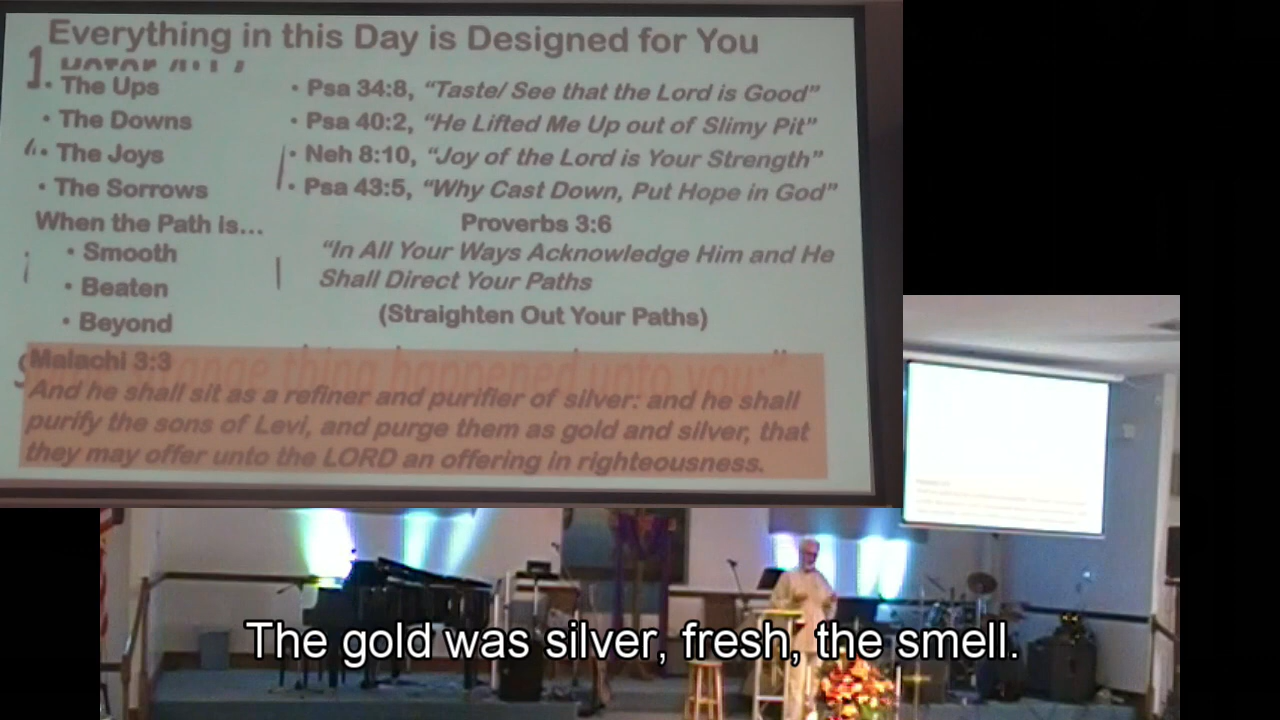 Everything in this Day is Designed for You
1.
• The Ups
• The Downs
• The Joys
• The Sorrows
When the Path is...
• Smooth
• Beaten
• Beyond
• Psa 34:8, “Taste/ See that the Lord is Good”
• Psa 40:2, “He Lifted Me Up out of Slimy Pit”
• Neh 8:10, “Joy of the Lord is Your Strength”
• Psa 43:5, “Why Cast Down, Put Hope in God”
Proverbs 3:6
“In All Your Ways Acknowledge Him and He
Shall Direct Your Paths
(Straighten Out Your Paths)
thing happened unto you:”
Malachi 3:3
And he shall sit as a refiner and purifier of silver: and he shall
purify the sons of Levi, and purge them as gold and silver, that
they may offer unto the LORD an offering in righteousness.
The gold was silver, fresh, the smell.